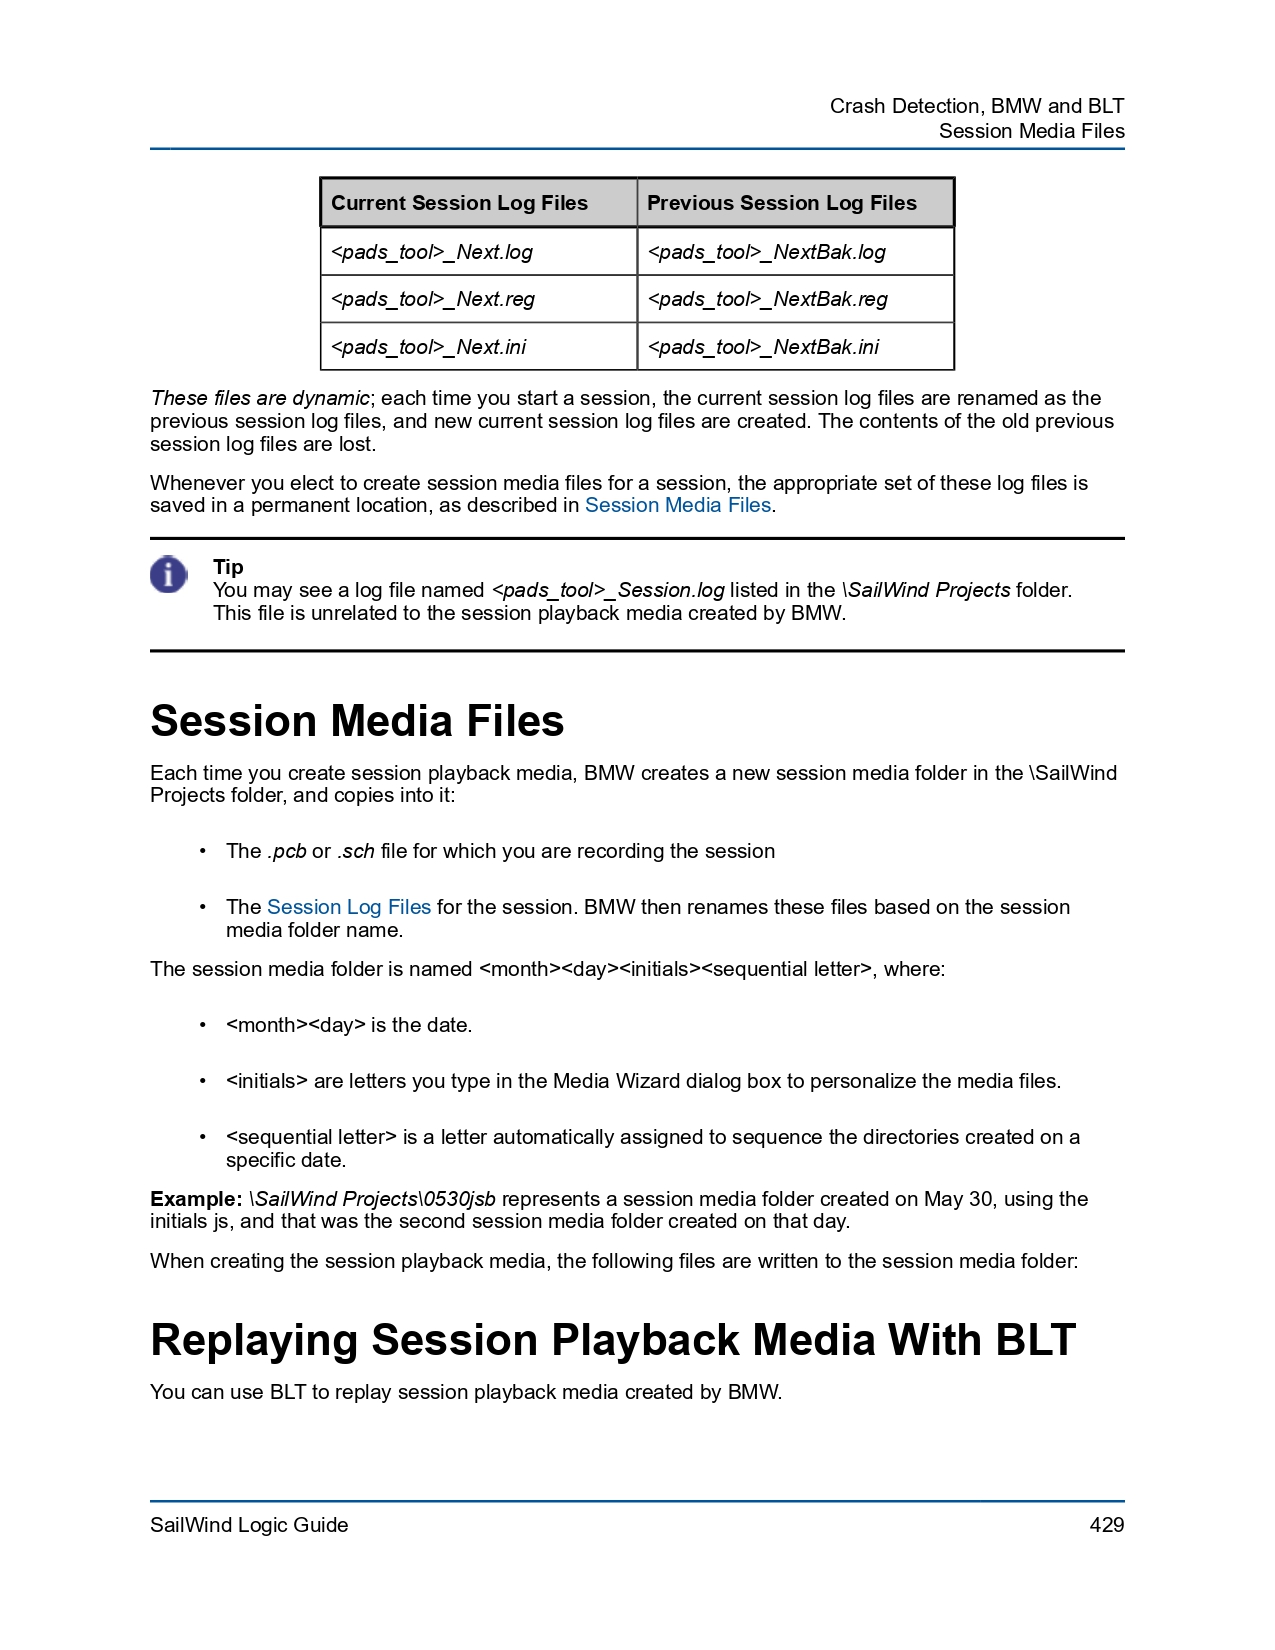 Crash Detection, BMW and BLT
Session Media Files
Current Session Log Files
Previous Session Log Files
<pads_tool>_Next.log
<pads_tool>_NextBak.log
<pads_tool>_Next.reg
<pads_tool>_NextBak.reg
<pads_tool>_Next.ini
<pads_tool>_NextBak.ini
These files are dynamic; each time you start a session, the current session log files are renamed as the
previous session log files, and new current session log files are created. The contents of the old previous
session log files are lost.
Whenever you elect to create session media files for a session, the appropriate set of these log files is
saved in a permanent location, as described in Session Media Files.
Tip
You may see a log file named <pads_tool>_Session.log listed in the \SailWind Projects folder.
This file is unrelated to the session playback media created by BMW.
Session Media Files
Each time you create session playback media, BMW creates a new session media folder in the \SailWind
Projects folder, and copies into it:
• The .pcb or .sch file for which you are recording the session
• The Session Log Files for the session. BMW then renames these files based on the session
media folder name.
The session media folder is named <month><day><initials><sequential letter>, where:
• <month><day> is the date.
• <initials> are letters you type in the Media Wizard dialog box to personalize the media files.
• <sequential letter> is a letter automatically assigned to sequence the directories created on a
specific date.
Example: \SailWind Projects\0530jsb represents a session media folder created on May 30, using the
initials js, and that was the second session media folder created on that day.
When creating the session playback media, the following files are written to the session media folder:
Replaying Session Playback Media With BLT
You can use BLT to replay session playback media created by BMW.
SailWind Logic Guide
429